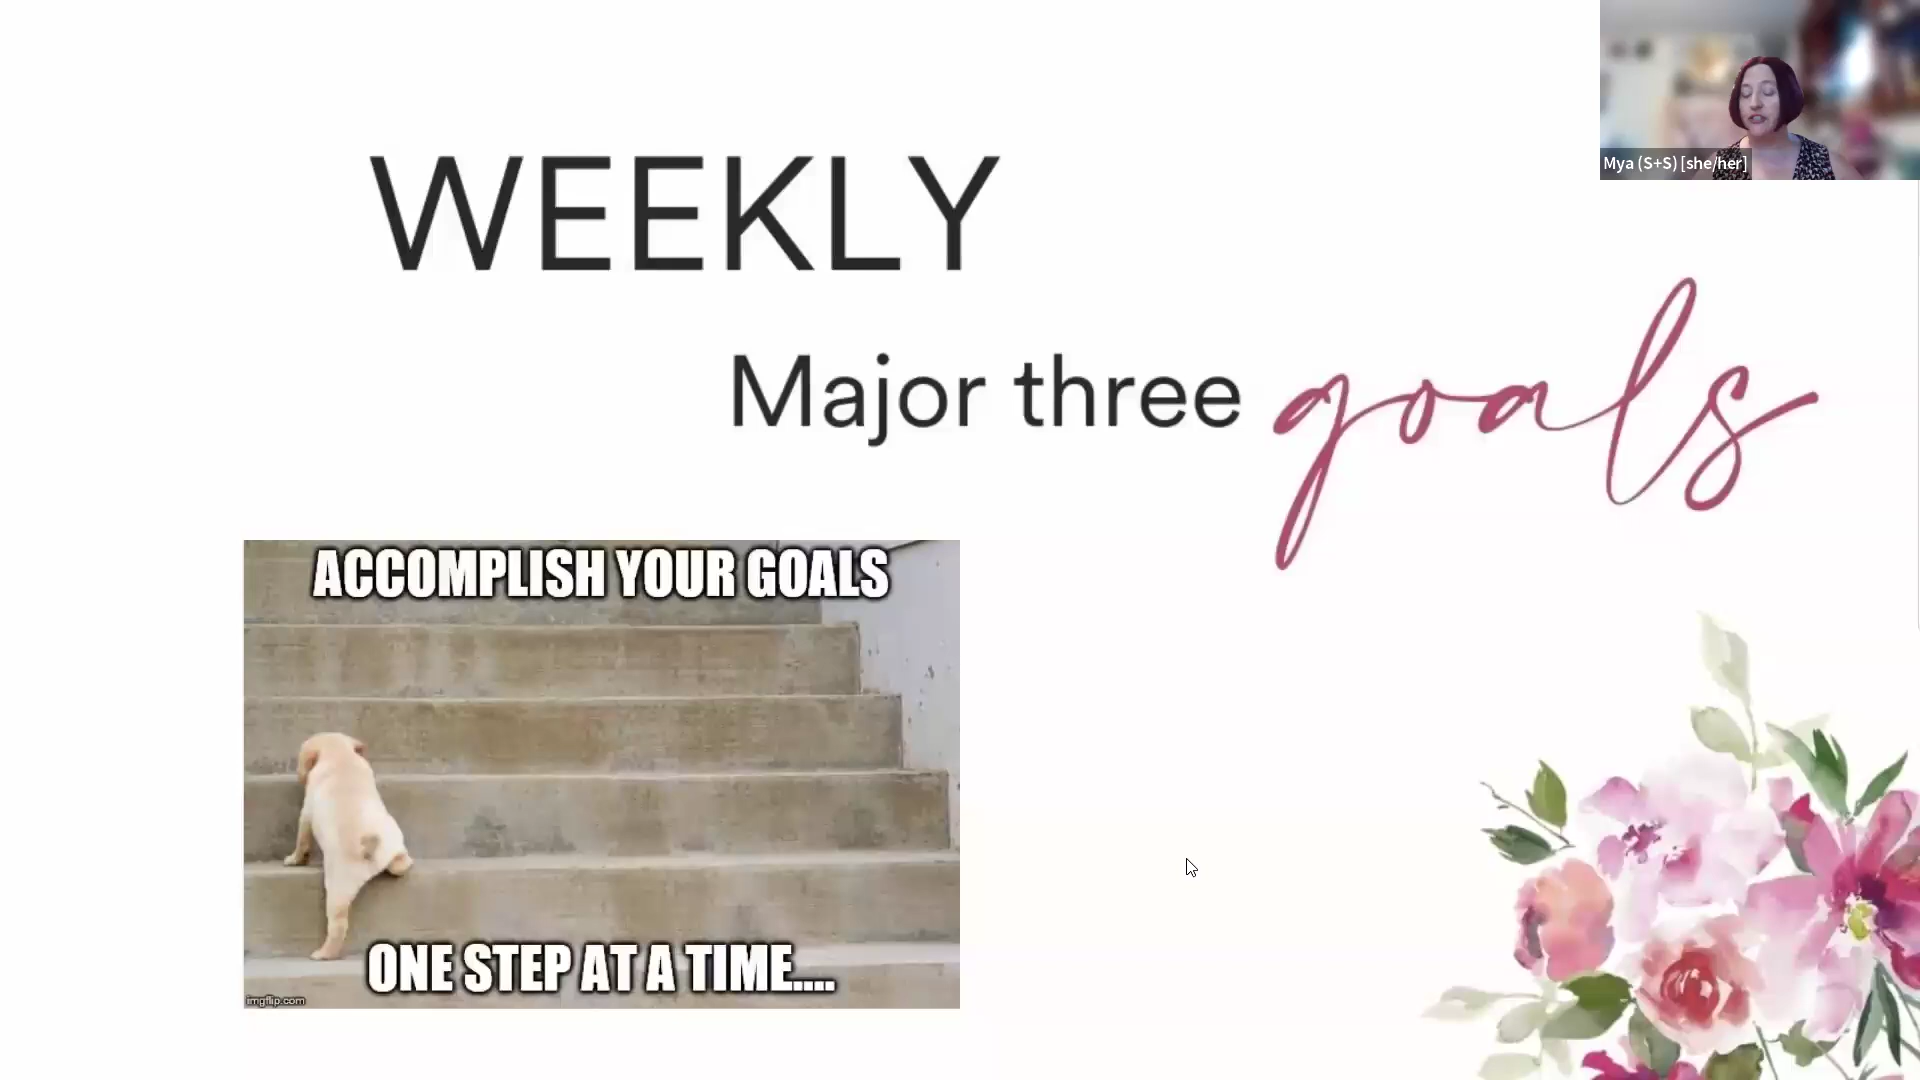 WEEKLY
Major three goals
ACCOMPLISH YOUR GOALS
ONE STEP AT A TIME....
imgflip.com
Mya (S+S) [she/her]